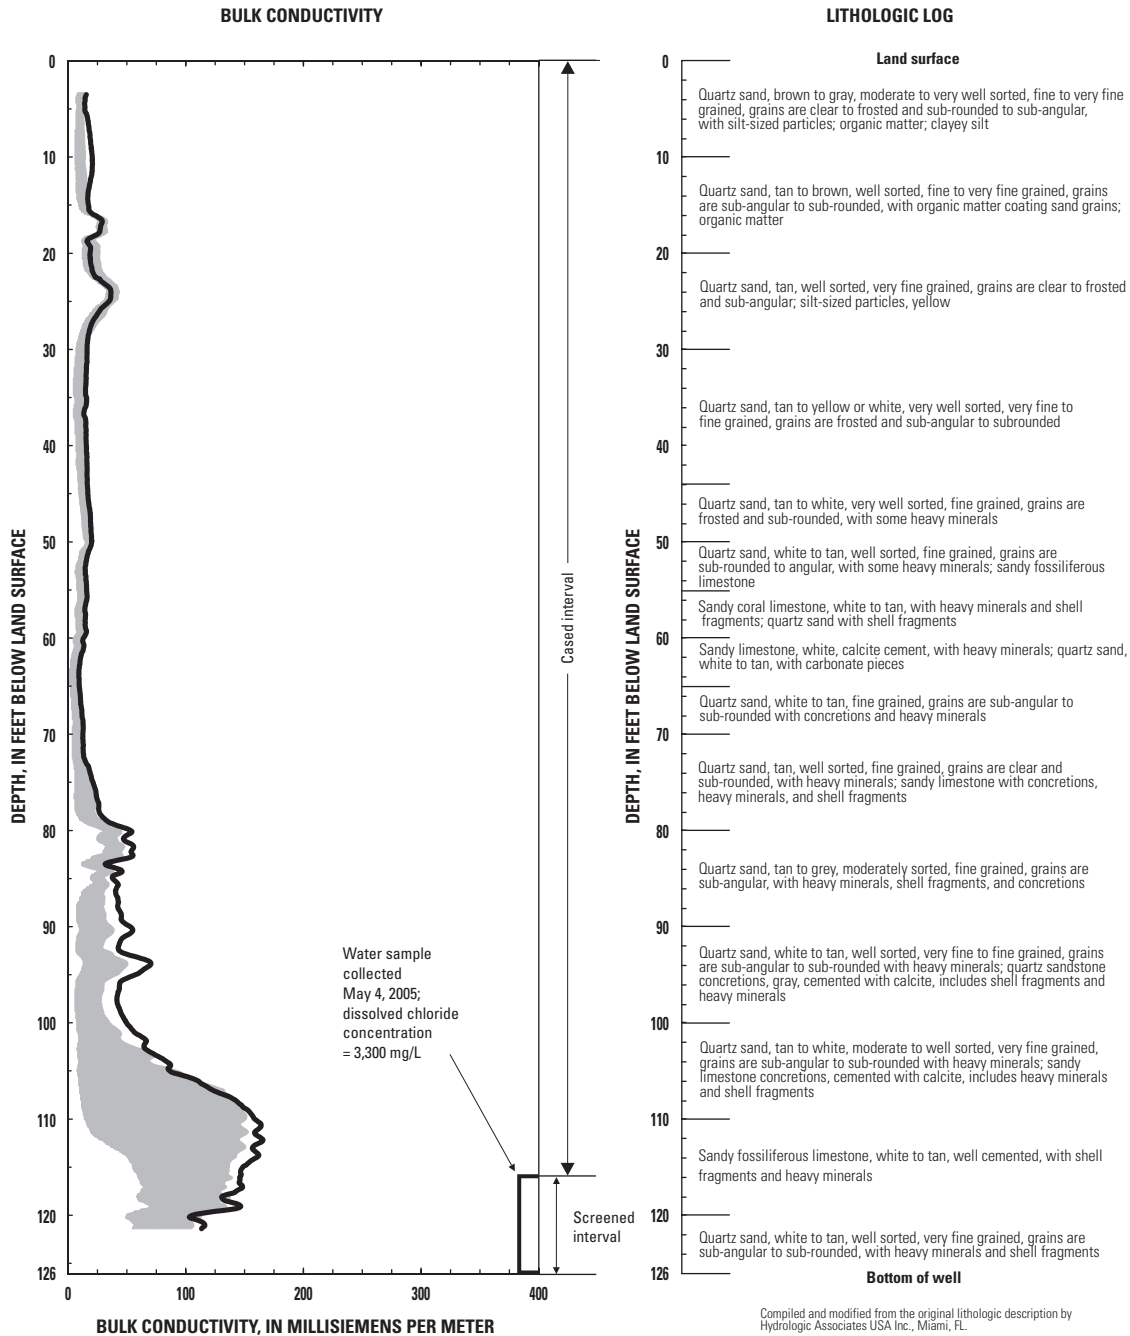 BULK CONDUCTIVITY
0
10
20
30
40
50
60
70
80
90
100
110
120
126
DEPTH, IN FEET BELOW LAND SURFACE
0
100
200
300
400
BULK CONDUCTIVITY, IN MILLISIEMENS PER METER
Cased interval
Water sample
collected
May 4, 2005;
dissolved chloride
concentration
= 3,300 mg/L
Screened
interval
LITHOLOGIC LOG
0
10
20
30
40
50
60
70
80
90
100
110
120
126
DEPTH, IN FEET BELOW LAND SURFACE
Land surface
Quartz sand, brown to gray, moderate to very well sorted, fine to very fine
grained, grains are clear to frosted and sub-rounded to sub-angular,
with silt-sized particles; organic matter; clayey silt
Quartz sand, tan to brown, well sorted, fine to very fine grained, grains
are sub-angular to sub-rounded, with organic matter coating sand grains;
organic matter
Quartz sand, tan, well sorted, very fine grained, grains are clear to frosted
and sub-angular; silt-sized particles, yellow
Quartz sand, tan to yellow or white, very well sorted, very fine to
fine grained, grains are frosted and sub-angular to subrounded
Quartz sand, tan to white, very well sorted, fine grained, grains are
frosted and sub-rounded, with some heavy minerals
Quartz sand, white to tan, well sorted, fine grained, grains are
sub-rounded to angular, with some heavy minerals; sandy fossiliferous
limestone
Sandy coral limestone, white to tan, with heavy minerals and shell
fragments; quartz sand with shell fragments
Sandy limestone, white, calcite cement, with heavy minerals; quartz sand,
white to tan, with carbonate pieces
Quartz sand, white to tan, fine grained, grains are sub-angular to
sub-rounded with concretions and heavy minerals
Quartz sand, tan, well sorted, fine grained, grains are clear and
sub-rounded, with heavy minerals; sandy limestone with concretions,
heavy minerals, and shell fragments
Quartz sand, tan to grey, moderately sorted, fine grained, grains are
sub-angular, with heavy minerals, shell fragments, and concretions
Quartz sand, white to tan, well sorted, very fine to fine grained, grains
are sub-angular to sub-rounded with heavy minerals; quartz sandstone
concretions, gray, cemented with calcite, includes shell fragments and
heavy minerals
Quartz sand, tan to white, moderate to well sorted, very fine grained,
grains are sub-angular to sub-rounded with heavy minerals; sandy
limestone concretions, cemented with calcite, includes heavy minerals
and shell fragments
Sandy fossiliferous limestone, white to tan, well cemented, with shell
fragments and heavy minerals
Quartz sand, white to tan, well sorted, very fine grained, grains are
sub-angular to sub-rounded, with heavy minerals and shell fragments
Bottom of well
Compiled and modified from the original lithologic description by
Hydrologic Associates USA Inc., Miami, FL.